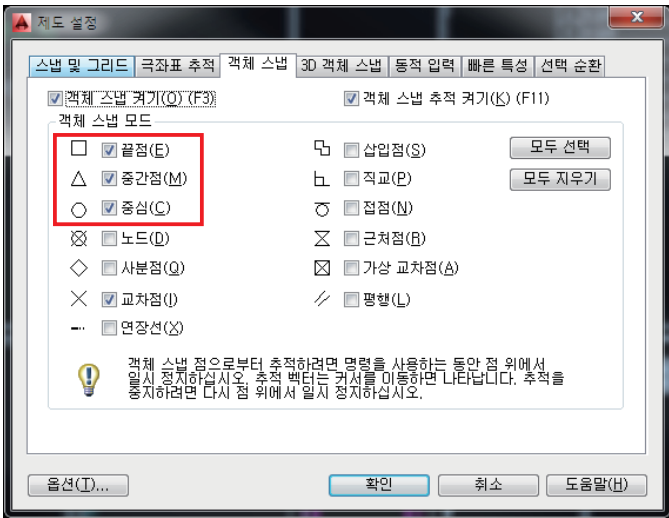 제도 설정
스냅 및 그리드 극좌표 추적 객체 스냅 3D 객체 스냅 동적 입력 빠른 특성 선택 순환
객체 스냅 켜기(O) (F3) 객체 스냅 추적 켜기(K) (F11)
객체 스냅 모드
끝점(E) 삽입점(S) 모두 선택
중간점(M) 직교(P) 모두 지우기
중심(C) 접점(N)
노드(D) 근처점(R)
사분점(Q) 가상 교차점(A)
교차점(I) 평행(L)
연장선(X)
객체 스냅 점으로부터 추적하려면 명령을 사용하는 동안 점 위에서
일시 정지하십시오. 추적 벡터는 커서를 이동하면 나타납니다. 추적을
중지하려면 다시 점 위에서 일시 정지하십시오.
옵션(T)... 확인 취소 도움말(H)